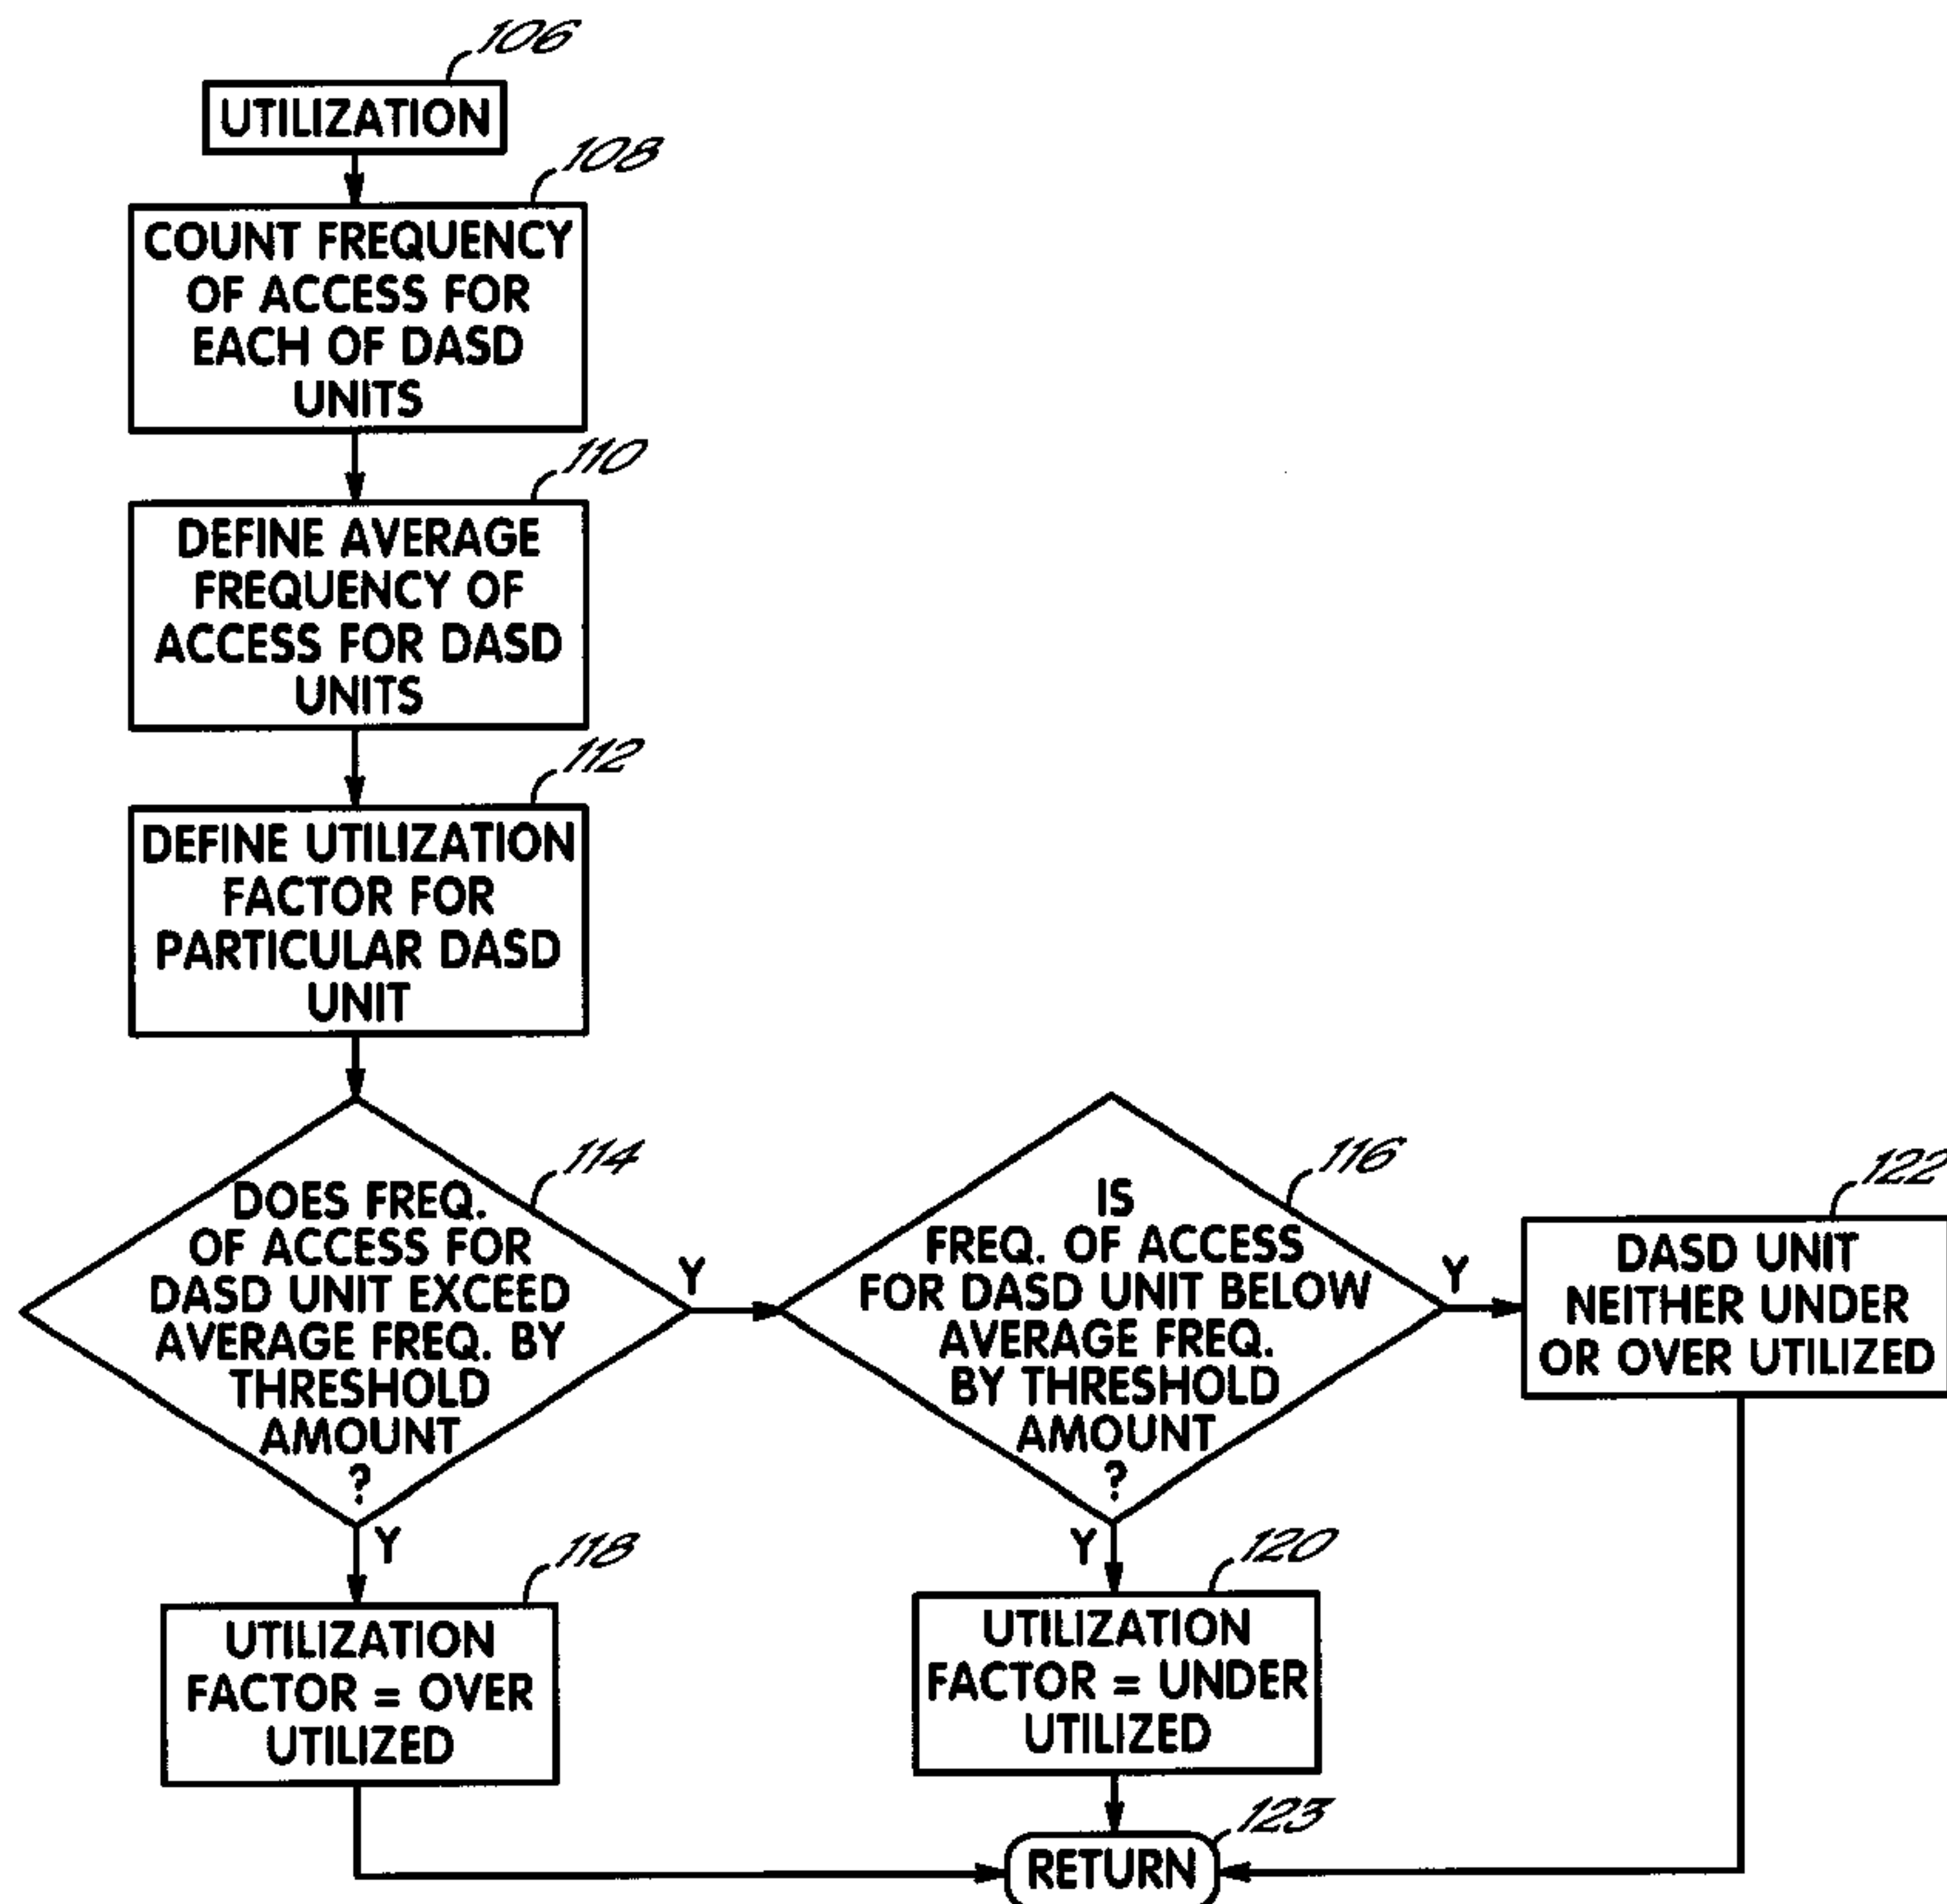 106
UTILIZATION
108
COUNT FREQUENCY
OF ACCESS FOR
EACH OF DASD
UNITS
110
DEFINE AVERAGE
FREQUENCY OF
ACCESS FOR DASD
UNITS
112
DEFINE UTILIZATION
FACTOR FOR
PARTICULAR DASD
UNIT
114
DOES FREQ.
OF ACCESS FOR
DASD UNIT EXCEED
AVERAGE FREQ. BY
THRESHOLD
AMOUNT
?
Y
Y
116
IS
FREQ. OF ACCESS
FOR DASD UNIT BELOW
AVERAGE FREQ.
BY THRESHOLD
AMOUNT
?
Y
Y
122
DASD UNIT
NEITHER UNDER
OR OVER UTILIZED
118
UTILIZATION
FACTOR = OVER
UTILIZED
120
UTILIZATION
FACTOR = UNDER
UTILIZED
123
RETURN